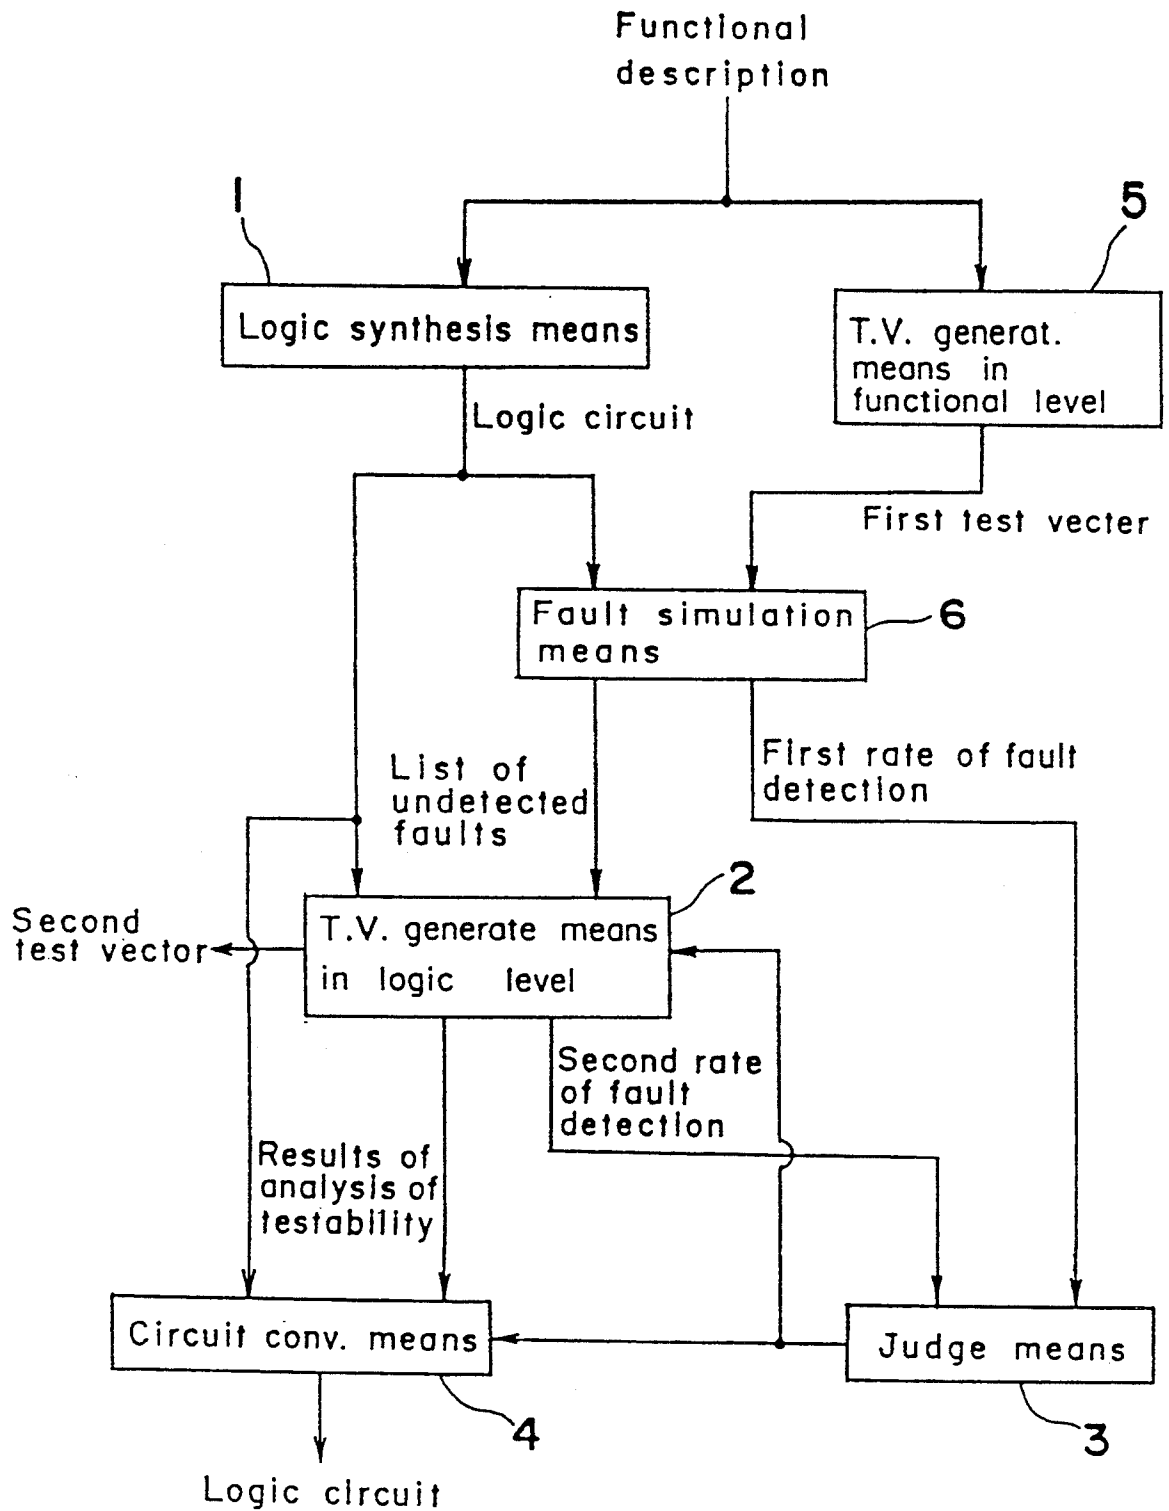 Functional
description
1
5
Logic synthesis means
T.V. generat.
means in
functional level
Logic circuit
First test vecter
Fault simulation
means
6
List of
undetected
faults
First rate of fault
detection
2
Second
test vector
T.V. generate means
in logic level
Second rate
of fault
detection
Results of
analysis of
testability
Circuit conv. means
Judge means
4
3
Logic circuit